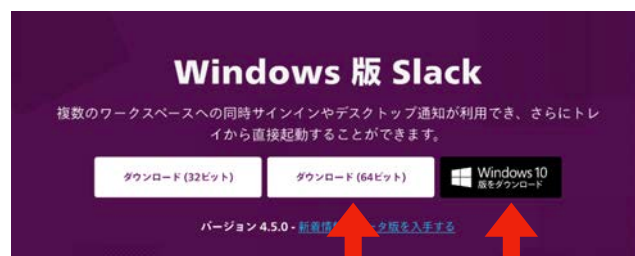 Windows 版 Slack
複数のワークスペースへの同時サインインやデスクトップ通知が利用でき、さらにトレ
イから直接起動することができます。
ダウンロード (32ビット)
ダウンロード (64ビット)
Windows 10
版をダウンロード
バージョン 4.5.0 - 新着情 タ版を入手する